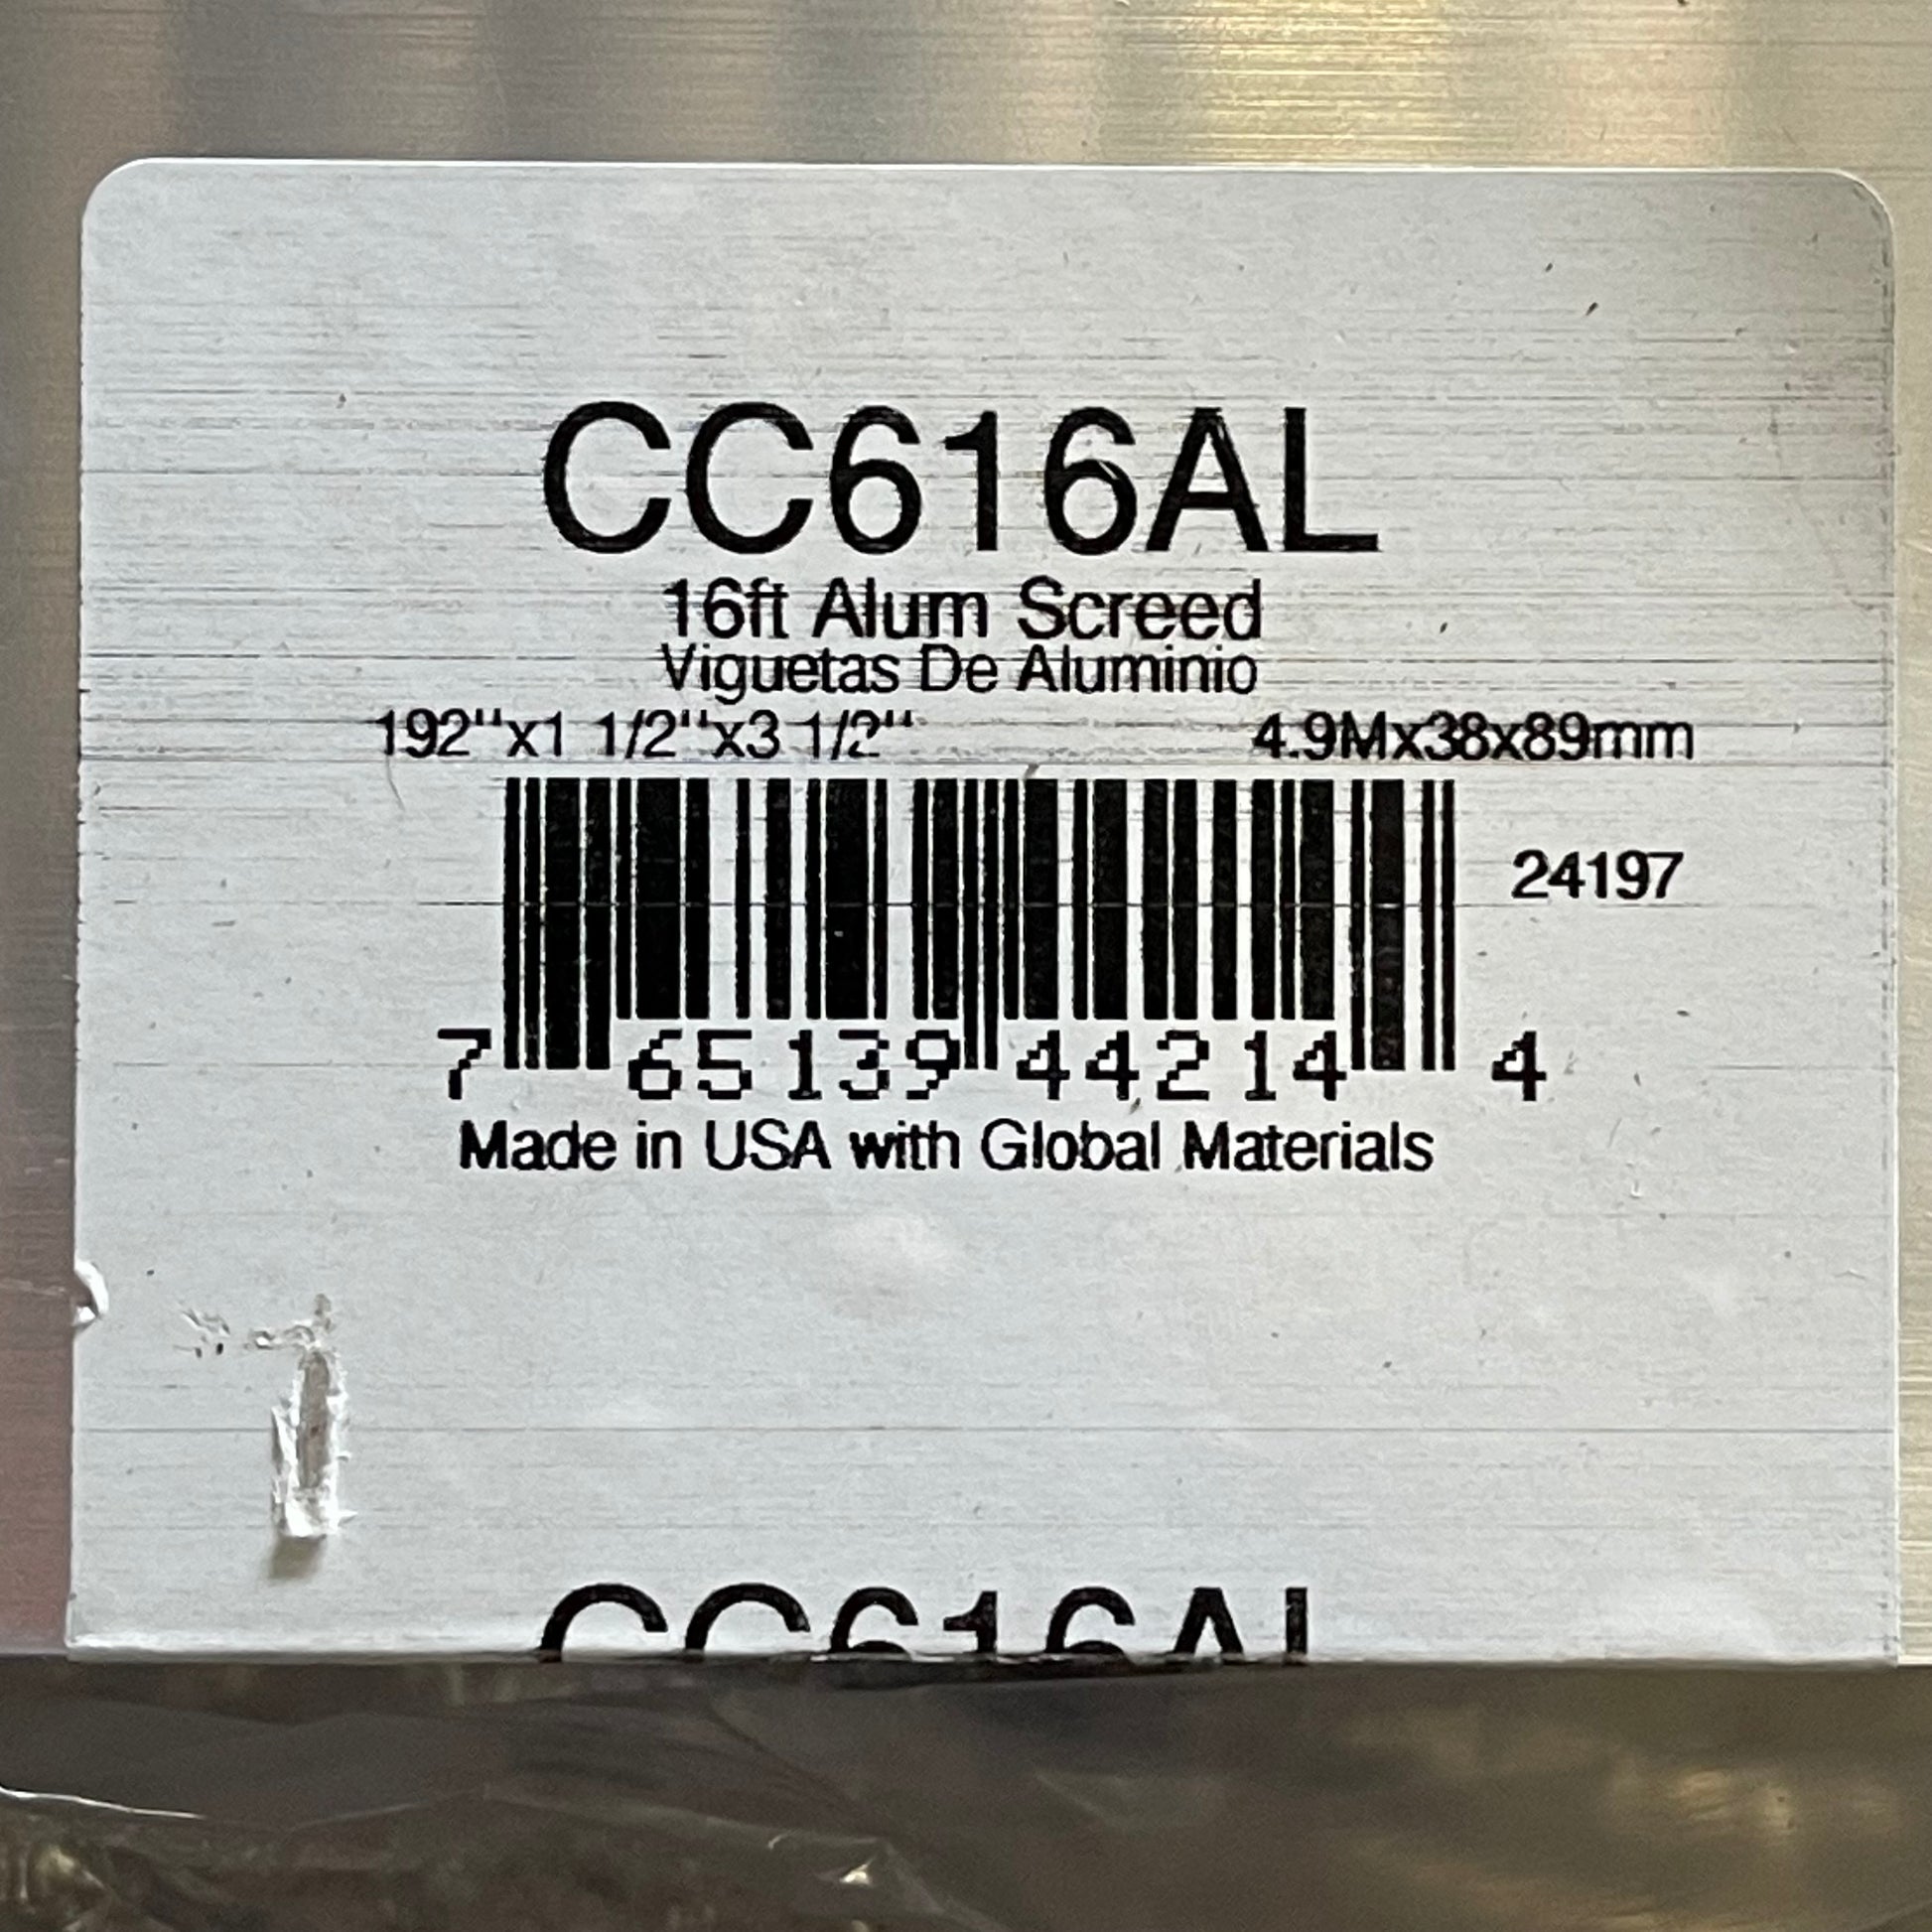 CC616AL
16ft Alum Screed
Viguetas De Aluminio
192"x1 1/2"x3 1/2" 4.9Mx38x89mm
24197
7 65139 44214 4
Made in USA with Global Materials
CC616AL